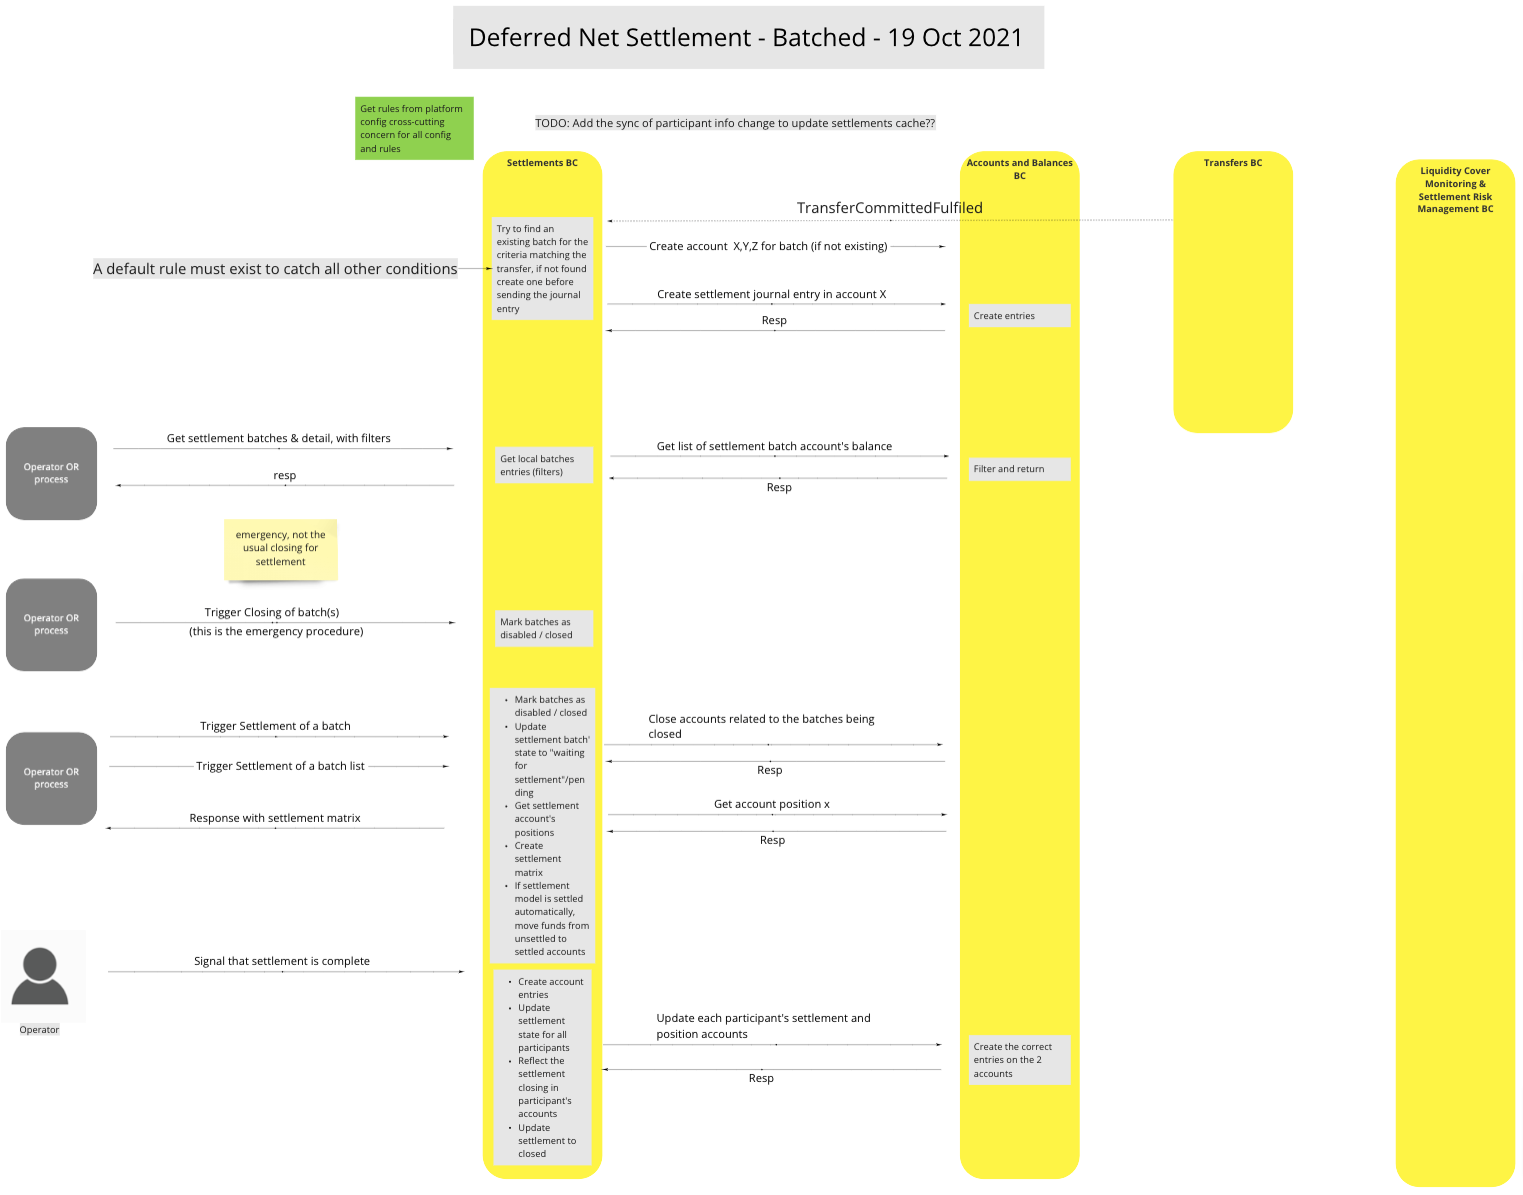 Deferred Net Settlement - Batched - 19 Oct 2021
Get rules from platform
config cross-cutting
concern for all config
and rules
TODO: Add the sync of participant info change to update settlements cache??
Settlements BC
Accounts and Balances
BC
Transfers BC
Liquidity Cover
Monitoring &
Settlement Risk
Management BC
TransferCommittedFulfiled
Try to find an
existing batch for the
criteria matching the
transfer, if not found
create one before
sending the journal
entry
Create account  X,Y,Z for batch (if not existing)
A default rule must exist to catch all other conditions
Create settlement journal entry in account X
Create entries
Resp
Operator OR
process
Get settlement batches & detail, with filters
resp
Get local batches
entries (filters)
Get list of settlement batch account's balance
Filter and return
Resp
emergency, not the
usual closing for
settlement
Operator OR
process
Trigger Closing of batch(s)
(this is the emergency procedure)
Mark batches as
disabled / closed
Operator OR
process
Trigger Settlement of a batch
Trigger Settlement of a batch list
Response with settlement matrix
• Mark batches as
disabled / closed
• Update
settlement batch'
state to "waiting
for
settlement"/pen
ding
• Get settlement
account's
positions
• Create
settlement
matrix
• If settlement
model is settled
automatically,
move funds from
unsettled to
settled accounts
Close accounts related to the batches being
closed
Resp
Get account position x
Resp
Operator
Signal that settlement is complete
• Create account
entries
• Update
settlement
state for all
participants
• Reflect the
settlement
closing in
participant's
accounts
• Update
settlement to
closed
Update each participant's settlement and
position accounts
Create the correct
entries on the 2
accounts
Resp